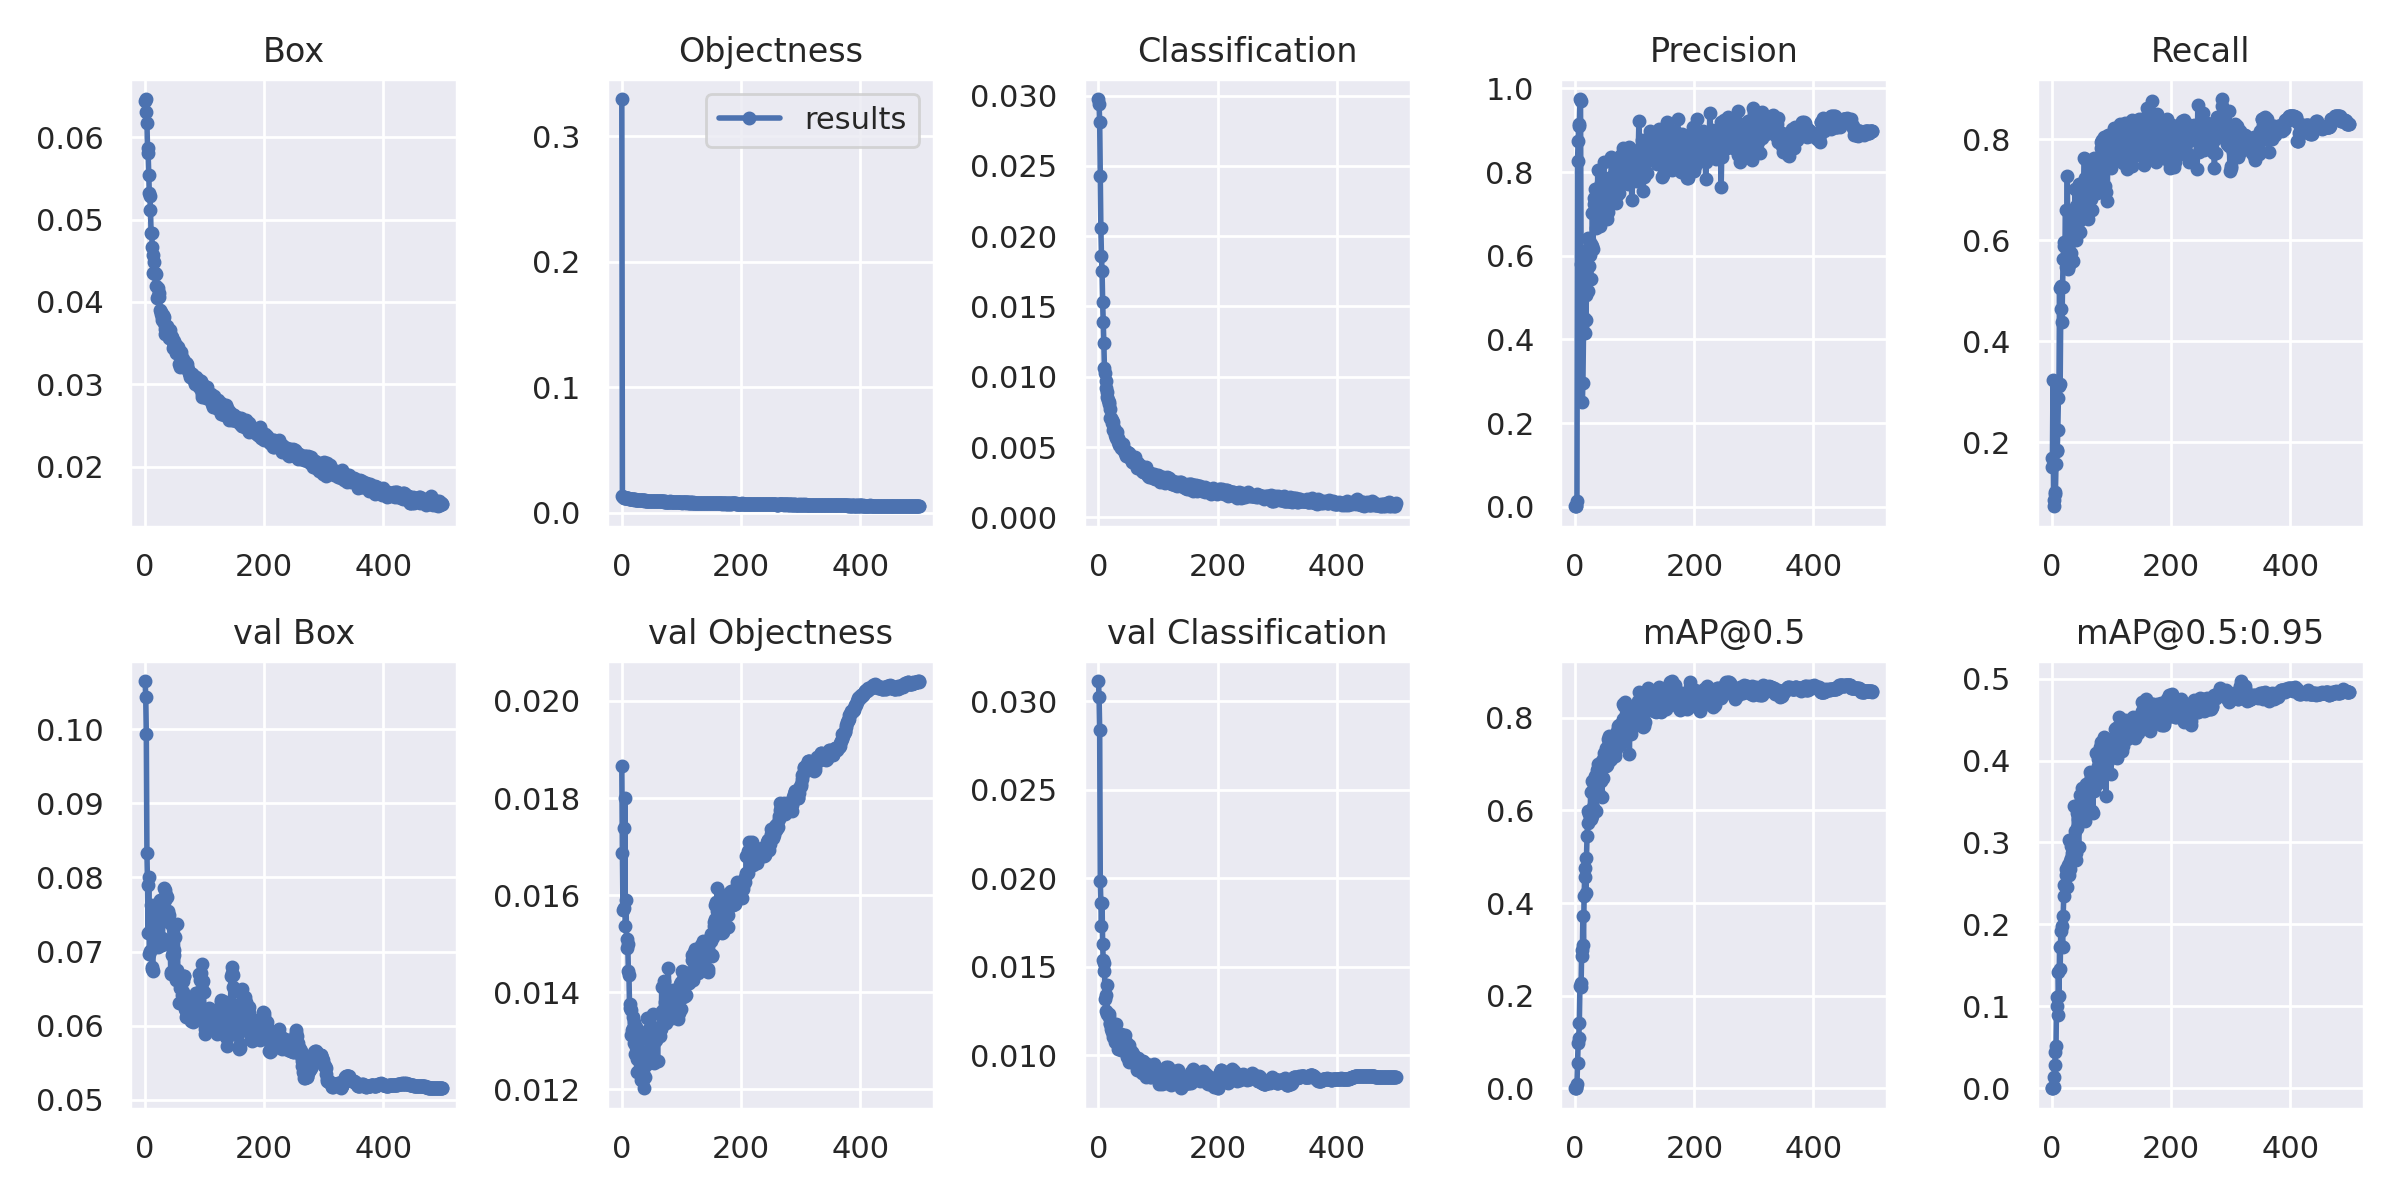 Box
Objectness
Classification
Precision
Recall
0.06
0.05
0.04
0.03
0.02
0 200 400
results
0.3
0.2
0.1
0.0
0 200 400
0.030
0.025
0.020
0.015
0.010
0.005
0.000
0 200 400
1.0
0.8
0.6
0.4
0.2
0.0
0 200 400
0.8
0.6
0.4
0.2
0 200 400
val Box
val Objectness
val Classification
mAP@0.5
mAP@0.5:0.95
0.10
0.09
0.08
0.07
0.06
0.05
0 200 400
0.020
0.018
0.016
0.014
0.012
0 200 400
0.030
0.025
0.020
0.015
0.010
0 200 400
0.8
0.6
0.4
0.2
0.0
0 200 400
0.5
0.4
0.3
0.2
0.1
0.0
0 200 400